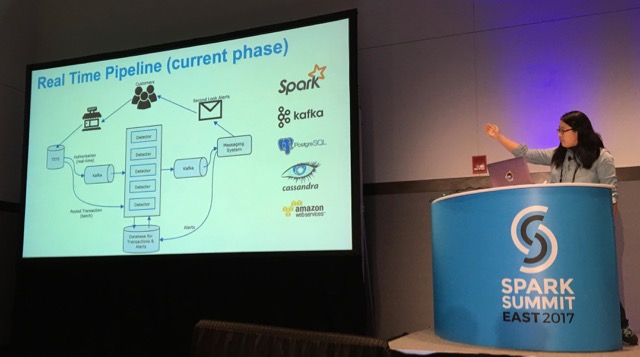 Real Time Pipeline (current phase)
Customers
Second Look Alerts
Spark
kafka
PostgreSQL
cassandra
amazon
webservices
Detector
Detector
Detector
Detector
Detector
Messaging
System
Authorization
(real-time)
Kafka
Kafka
Posted Transaction
(batch)
Alerts
Database for
Transactions &
Alerts
SPARK
SUMMIT
EAST 2017